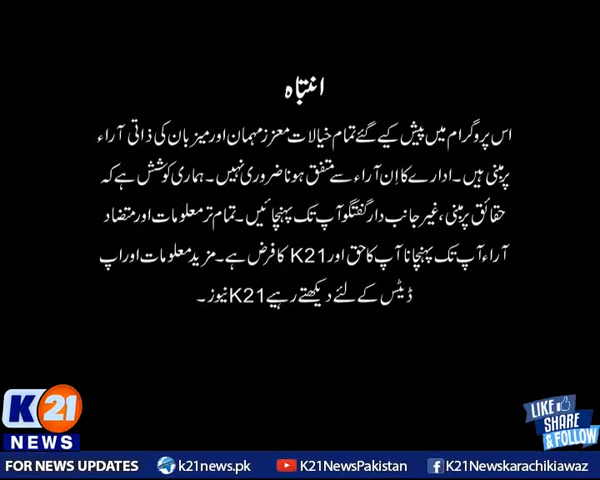 انتباہ
اس پروگرام میں پیش کیے گئے تمام خیالات معزز مہمان اور میزبان کی ذاتی آراء
پر مبنی ہیں۔ ادارے کا اِن آراء سے متفق ہونا ضروری نہیں۔ ہماری کوشش ہے کہ
حقائق پر مبنی، غیر جانب دار گفتگو آپ تک پہنچائیں۔ تمام تر معلومات اور متضاد
آراء آپ تک پہنچانا آپ کا حق اور K21 کا فرض ہے۔ مزید معلومات اور اپ
ڈیٹس کے لئے دیکھتے رہیے K21 نیوز۔
K21
NEWS
LIKE
SHARE
& FOLLOW
FOR NEWS UPDATES k21news.pk K21NewsPakistan K21Newskarachikiawaz